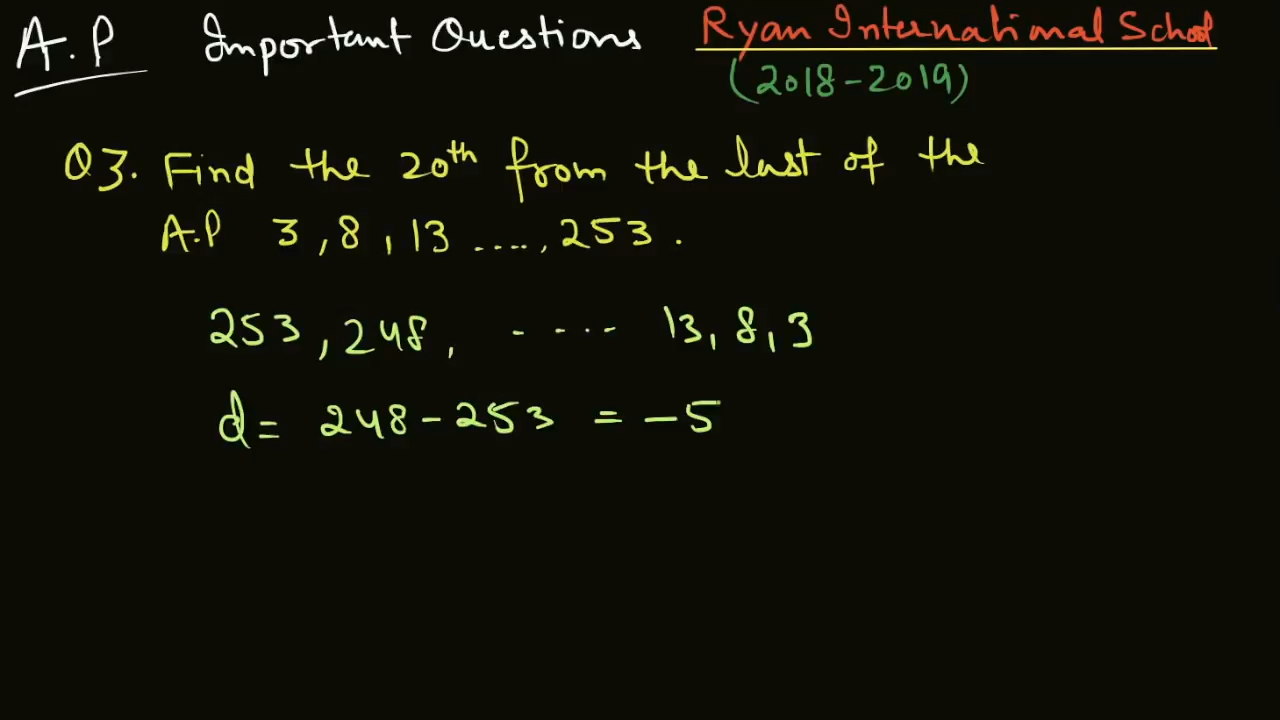 A.P Important Questions Ryan International School
(2018-2019)
Q3. Find the 20th from the last of the
A.P 3, 8, 13 ...., 253.
253, 248, .... 13, 8, 3
d = 248 - 253 = -5